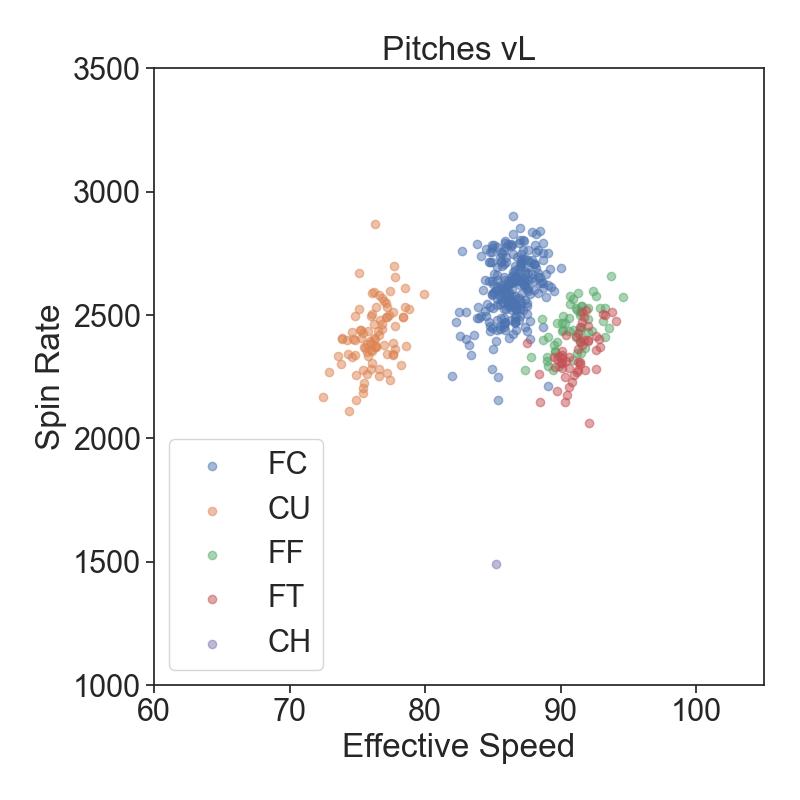 Pitches vL
3500
3000
2500
2000
1500
1000
Spin Rate
FC
CU
FF
FT
CH
60 70 80 90 100
Effective Speed